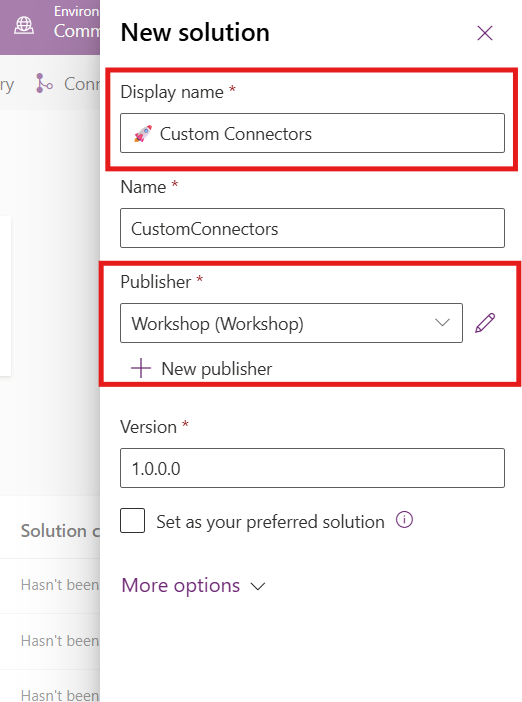 Environ
Comm
ry
Conn
New solution
Display name *
🚀 Custom Connectors
Name *
CustomConnectors
Publisher *
Workshop (Workshop)
New publisher
Version *
1.0.0.0
Set as your preferred solution
More options
Solution c
Hasn't been
Hasn't been
Hasn't been